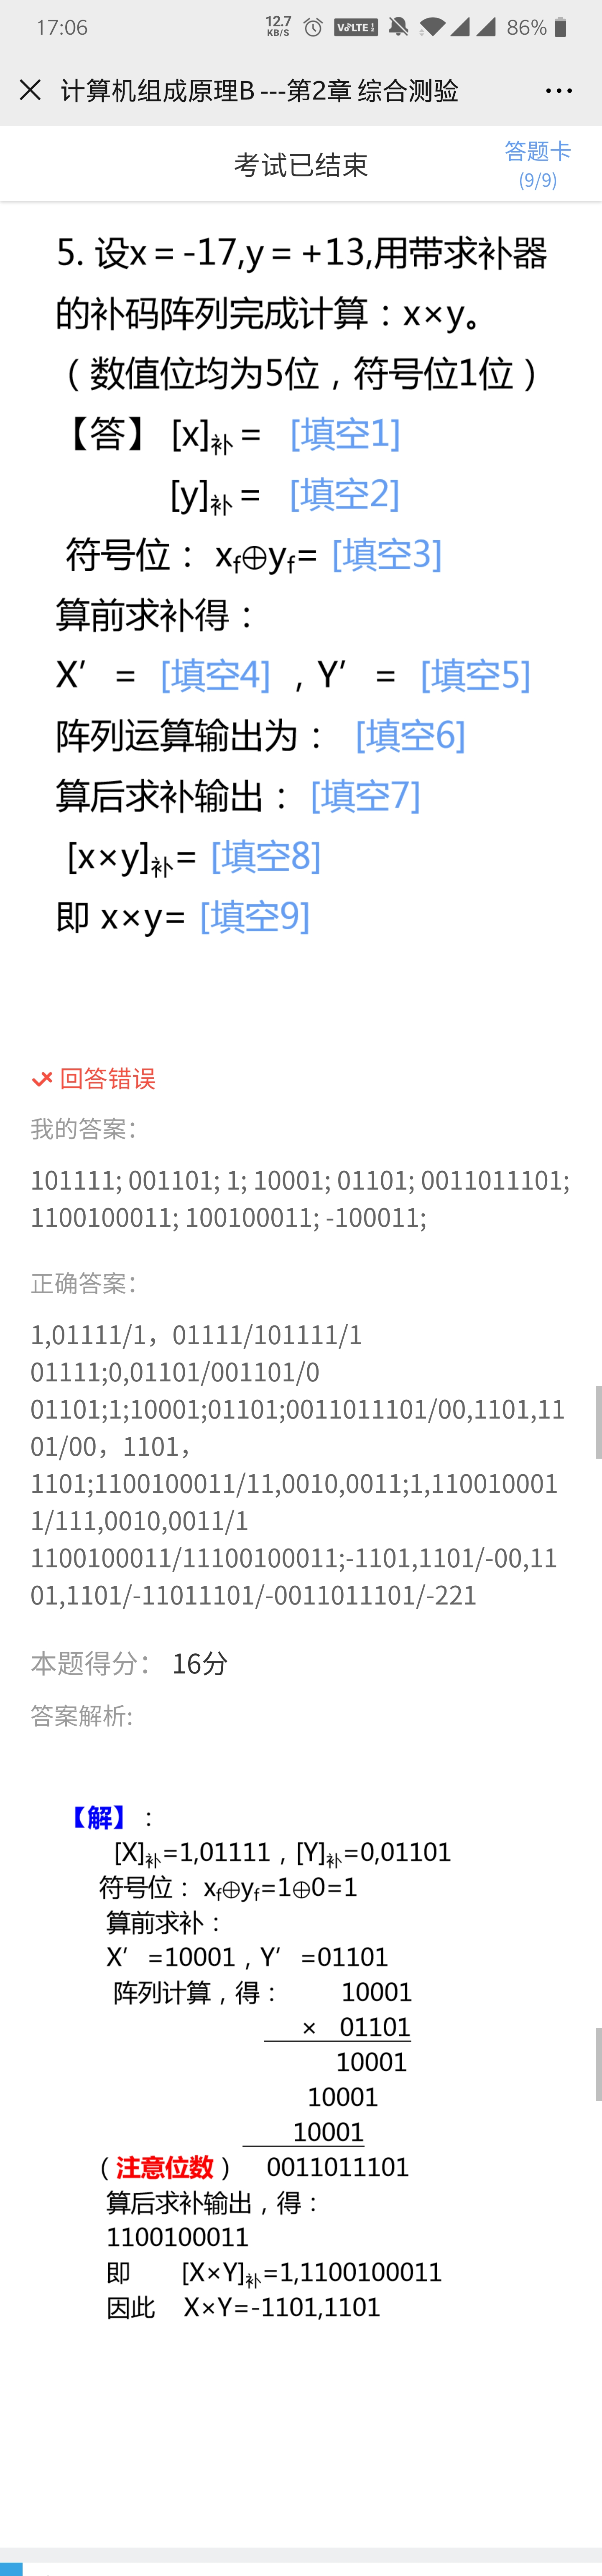 17:06 12.7 KB/S VoLTE 86%
计算机组成原理B ---第2章 综合测验 ···
考试已结束
答题卡
(9/9)
5. 设x = -17,y = +13,用带求补器
的补码阵列完成计算：x×y。
（数值位均为5位，符号位1位）
【答】 [x]补 = [填空1]
[y]补 = [填空2]
符号位： xf⊕yf= [填空3]
算前求补得：
X′ = [填空4] ，Y′ = [填空5]
阵列运算输出为： [填空6]
算后求补输出： [填空7]
[x×y]补= [填空8]
即 x×y= [填空9]
回答错误
我的答案：
101111; 001101; 1; 10001; 01101; 0011011101;
1100100011; 100100011; -100011;
正确答案：
1,01111/1，01111/101111/1
01111;0,01101/001101/0
01101;1;10001;01101;0011011101/00,1101,11
01/00，1101，
1101;1100100011/11,0010,0011;1,110010001
1/111,0010,0011/1
1100100011/11100100011;-1101,1101/-00,11
01,1101/-11011101/-0011011101/-221
本题得分： 16分
答案解析:
【解】：
[X]补=1,01111，[Y]补=0,01101
符号位： xf⊕yf=1⊕0=1
算前求补：
X′ =10001，Y′ =01101
阵列计算，得： 10001
× 01101
10001
10001
10001
（注意位数） 0011011101
算后求补输出，得：
1100100011
即 [X×Y]补=1,1100100011
因此 X×Y=-1101,1101